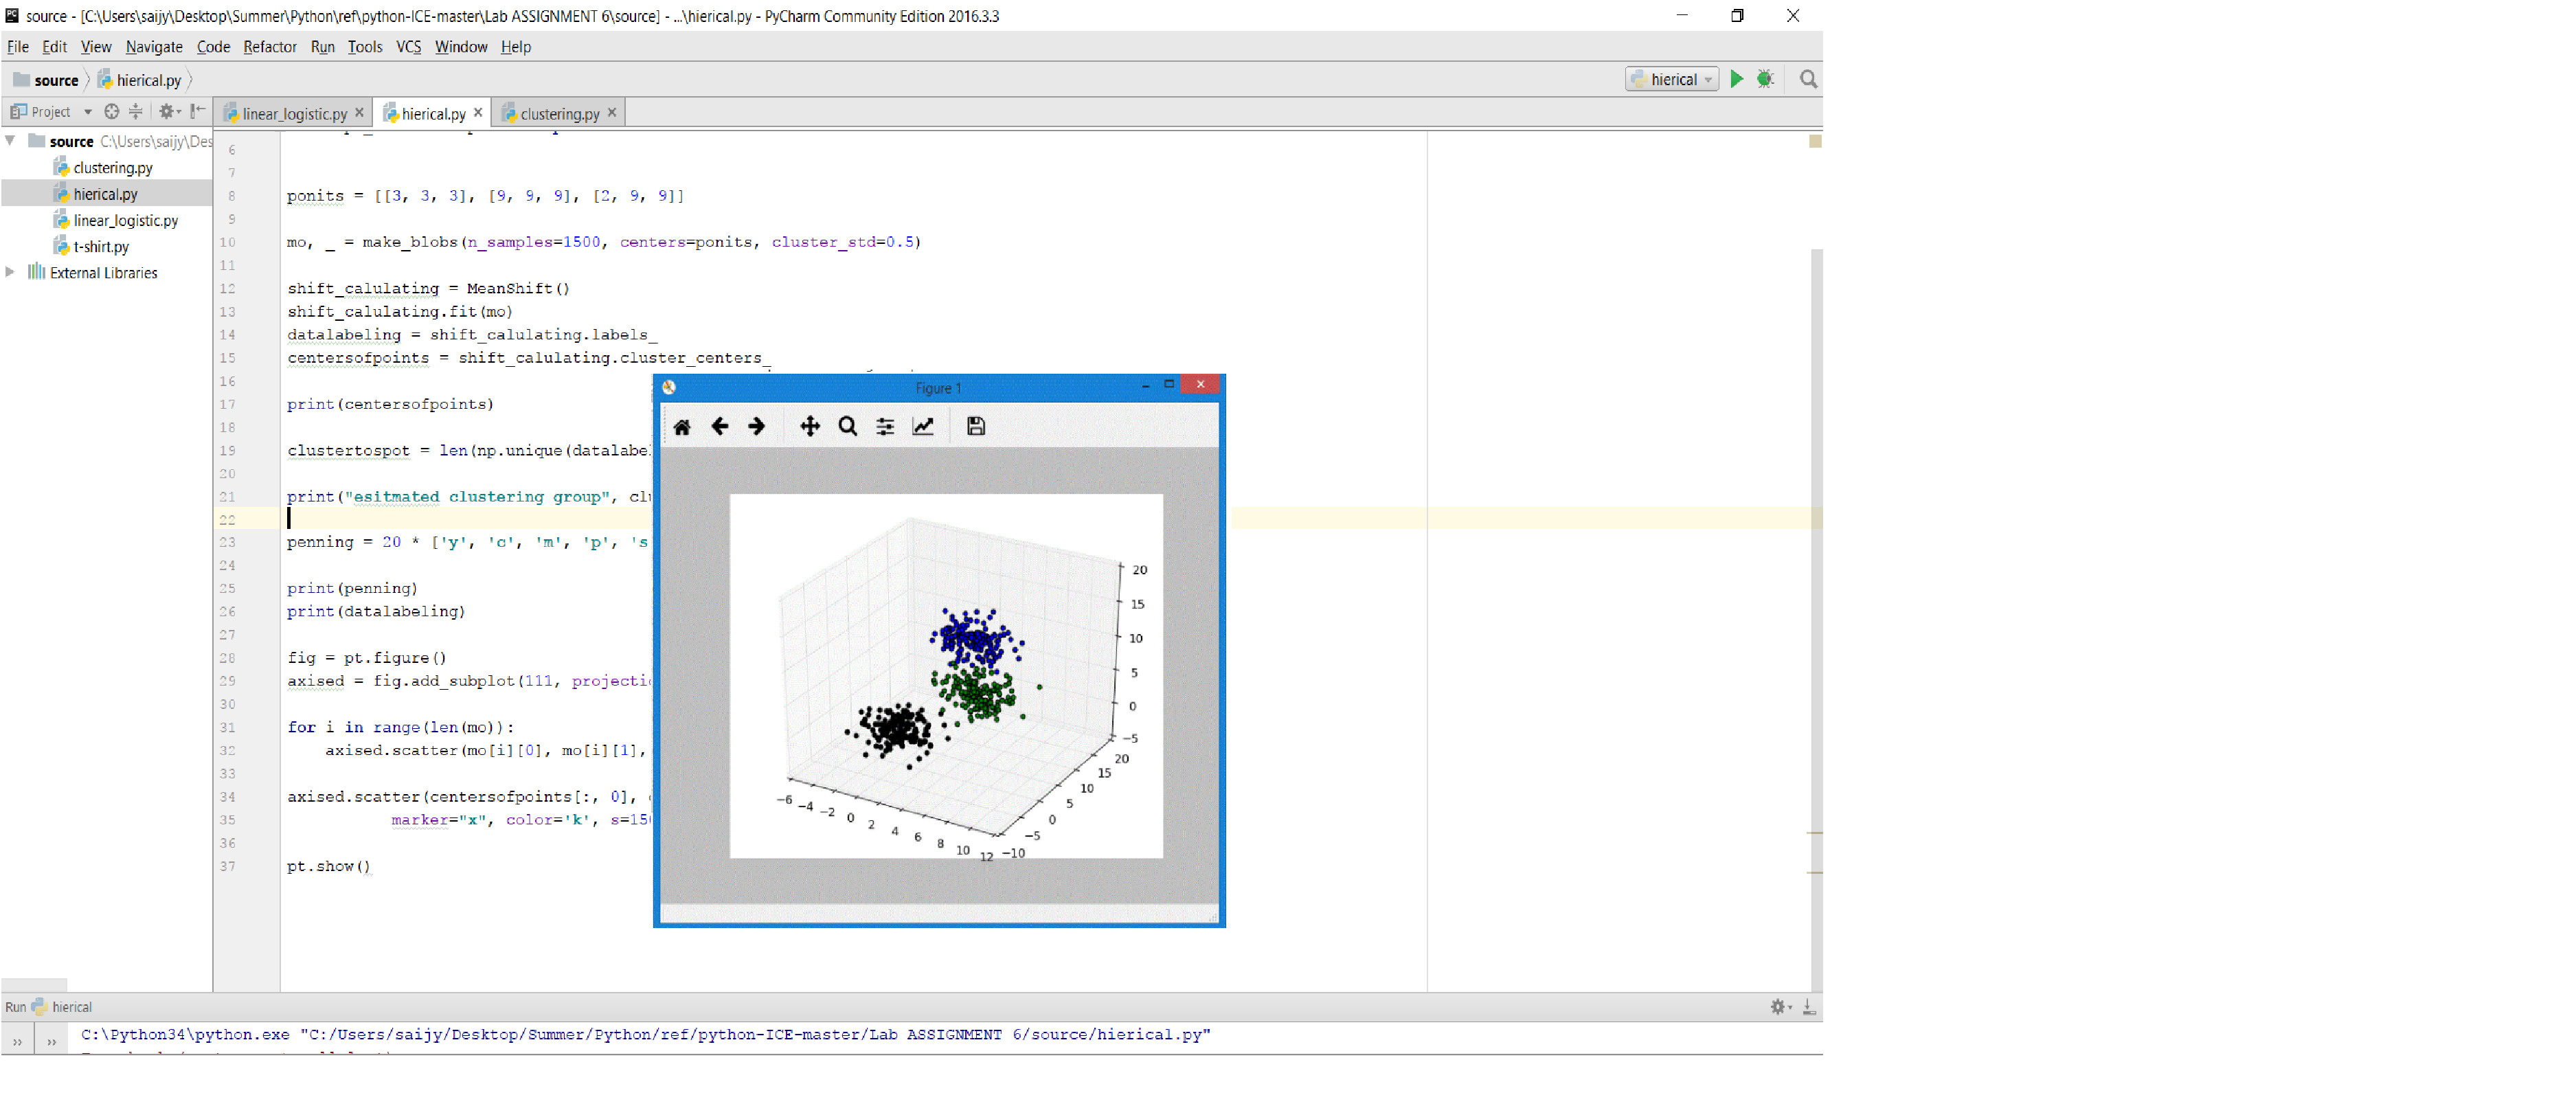 source - [C:\Users\saijy\Desktop\Summer\Python\ref\python-ICE-master\Lab ASSIGNMENT 6\source] - ...\hierical.py - PyCharm Community Edition 2016.3.3
File Edit View Navigate Code Refactor Run Tools VCS Window Help
source hierical.py hierical
Project linear_logistic.py hierical.py clustering.py
source C:\Users\saijy\Des
clustering.py
hierical.py
linear_logistic.py
t-shirt.py
External Libraries
6
7
8 ponits = [[3, 3, 3], [9, 9, 9], [2, 9, 9]]
9
10 mo, _ = make_blobs(n_samples=1500, centers=ponits, cluster_std=0.5)
11
12 shift_calulating = MeanShift()
13 shift_calulating.fit(mo)
14 datalabeling = shift_calulating.labels_
15 centersofpoints = shift_calulating.cluster_centers_
16
17 print(centersofpoints)
18
19 clustertospot = len(np.unique(datalabe
20
21 print("esitmated clustering group", clu
22
23 penning = 20 * ['y', 'c', 'm', 'p', 's
24
25 print(penning)
26 print(datalabeling)
27
28 fig = pt.figure()
29 axised = fig.add_subplot(111, projecti
30
31 for i in range(len(mo)):
32 axised.scatter(mo[i][0], mo[i][1],
33
34 axised.scatter(centersofpoints[:, 0],
35 marker="x", color='k', s=15
36
37 pt.show()
Figure 1
20
15
10
5
0
-5
20
15
10
5
0
-5
-10
-6 -4 -2 0 2 4 6 8 10 12
Run hierical
C:\Python34\python.exe "C:/Users/saijy/Desktop/Summer/Python/ref/python-ICE-master/Lab ASSIGNMENT 6/source/hierical.py"